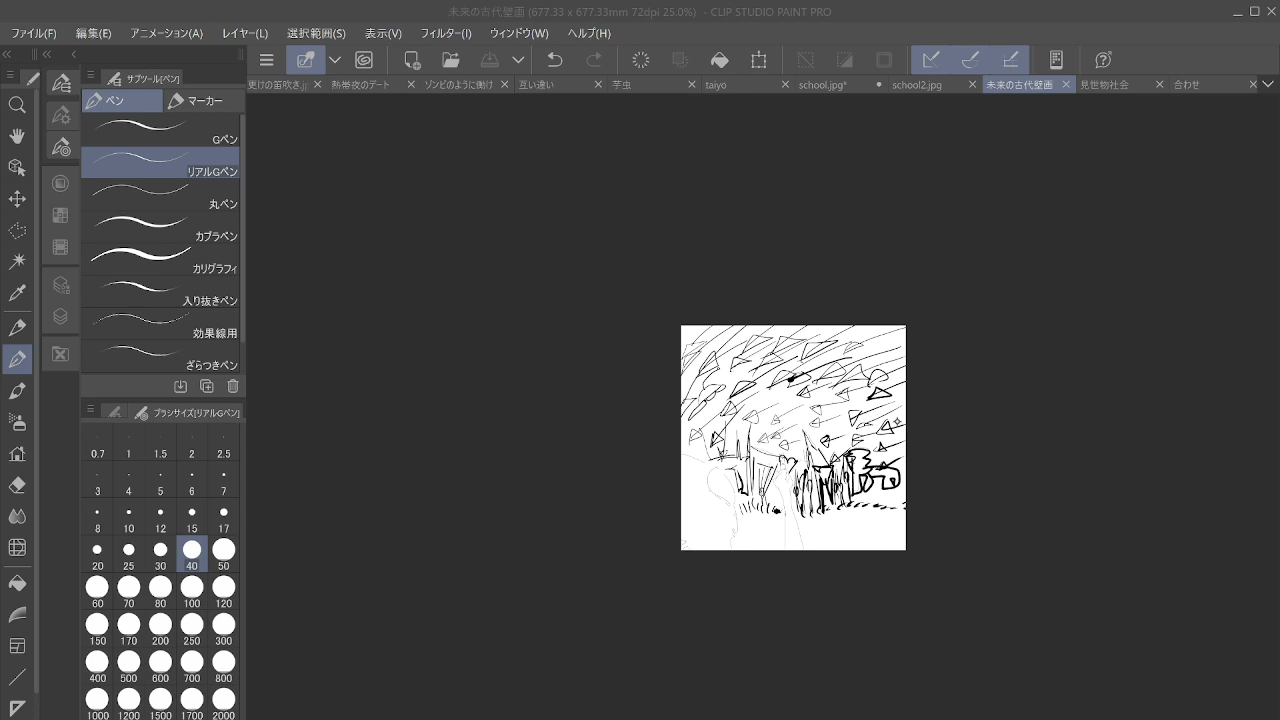 未来の古代壁画 (677.33 x 677.33mm 72dpi 25.0%) - CLIP STUDIO PAINT PRO
ファイル(F) 編集(E) アニメーション(A) レイヤー(L) 選択範囲(S) 表示(V) フィルター(I) ウィンドウ(W) ヘルプ(H)
サブツール[ペン]
更けの笛吹き.j 熱帯夜のデート ゾンビのように働け 互い違い 芋虫 taiyo school.jpg* school2.jpg 未来の古代壁画 見世物社会 合わせ
ペン マーカー
Gペン
リアルGペン
丸ペン
カブラペン
カリグラフィ
入り抜きペン
効果線用
ざらつきペン
ブラシサイズ[リアルGペン]
0.7 1 1.5 2 2.5
3 4 5 6 7
8 10 12 15 17
20 25 30 40 50
60 70 80 100 120
150 170 200 250 300
400 500 600 700 800
1000 1200 1500 1700 2000